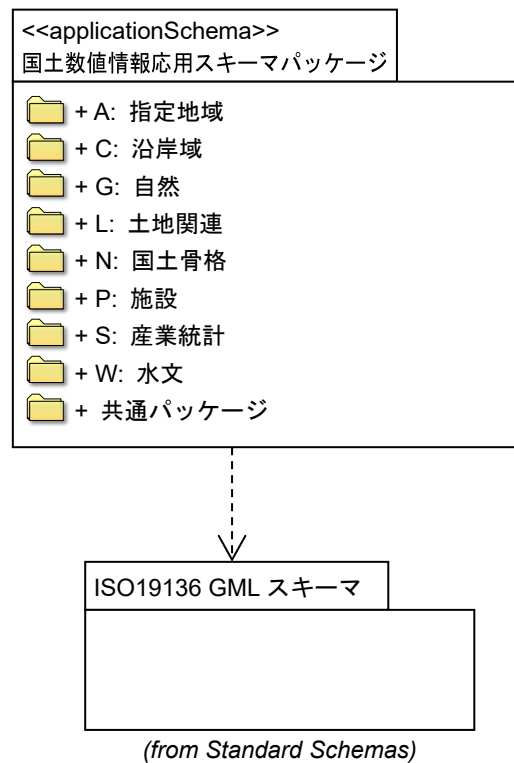 <<applicationSchema>>
国土数値情報応用スキーマパッケージ
+ A: 指定地域
+ C: 沿岸域
+ G: 自然
+ L: 土地関連
+ N: 国土骨格
+ P: 施設
+ S: 産業統計
+ W: 水文
+ 共通パッケージ
ISO19136 GML スキーマ
(from Standard Schemas)